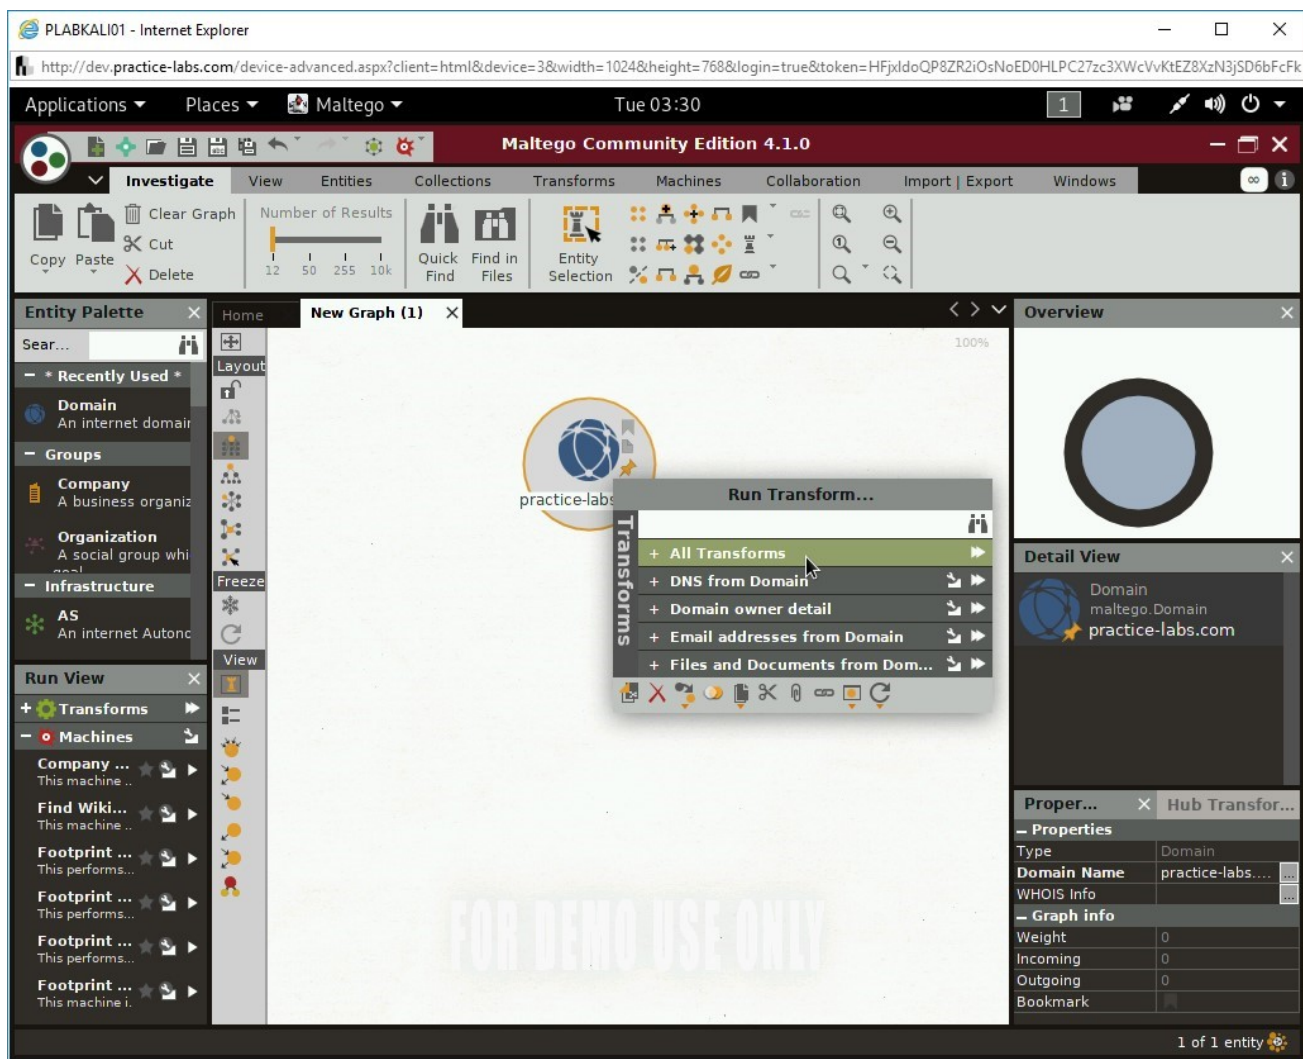 PLABKALI01 - Internet Explorer
http://dev.practice-labs.com/device-advanced.aspx?client=html&device=3&width=1024&height=768&login=true&token=HFjxIdoQP8ZR2iOsNoED0HLPC27zc3XWcVvKtEZ8XzN3jSD6bFcFk
Applications Places Maltego Tue 03:30 1
Maltego Community Edition 4.1.0
Investigate View Entities Collections Transforms Machines Collaboration Import | Export Windows
Copy Paste Clear Graph
Cut
Delete
Number of Results
12 50 255 10k
Quick Find
Find in Files
Entity Selection
Entity Palette
Sear...
* Recently Used *
Domain
An internet domain
Groups
Company
A business organiz
Organization
A social group whi
Infrastructure
AS
An internet Autono
Run View
Transforms
Machines
Company ...
This machine ..
Find Wiki...
This machine ..
Footprint ...
This performs...
Footprint ...
This performs...
Footprint ...
This performs...
Footprint ...
This machine i.
Home New Graph (1)
Layout
Freeze
View
100%
practice-labs
Run Transform...
Transforms
+ All Transforms
+ DNS from Domain
+ Domain owner detail
+ Email addresses from Domain
+ Files and Documents from Dom...
FOR DEMO USE ONLY
Overview
Detail View
Domain
maltego.Domain
practice-labs.com
Proper... Hub Transfor...
Properties
Type Domain
Domain Name practice-labs.... ...
WHOIS Info ...
Graph info
Weight 0
Incoming 0
Outgoing 0
Bookmark
1 of 1 entity